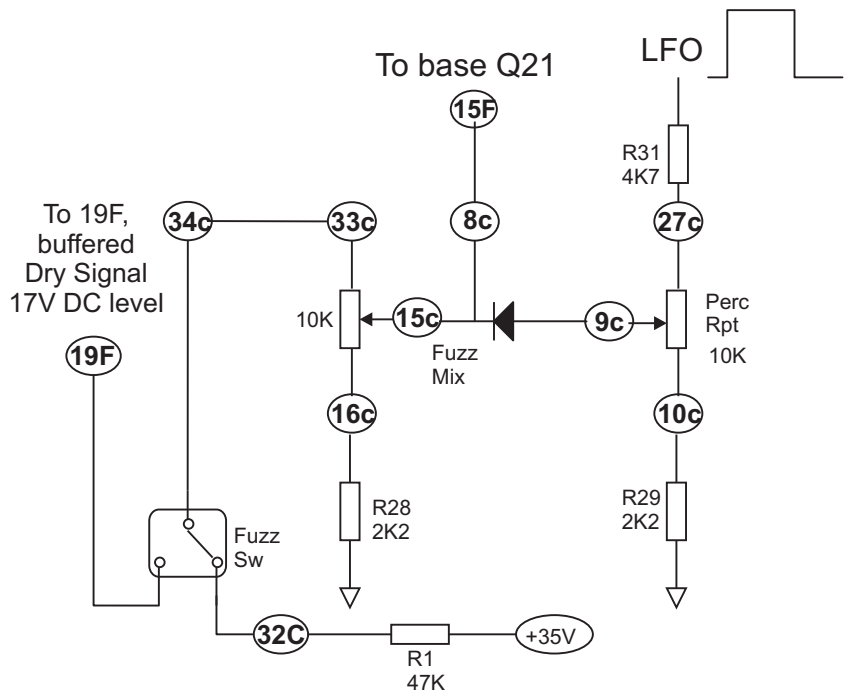 LFO
To base Q21
15F
R31
4K7
To 19F,
buffered
Dry Signal
17V DC level
34c
33c
8c
27c
10K
15c
Fuzz
Mix
9c
Perc
Rpt
10K
19F
16c
10c
R28
2K2
R29
2K2
Fuzz
Sw
32C
R1
47K
+35V